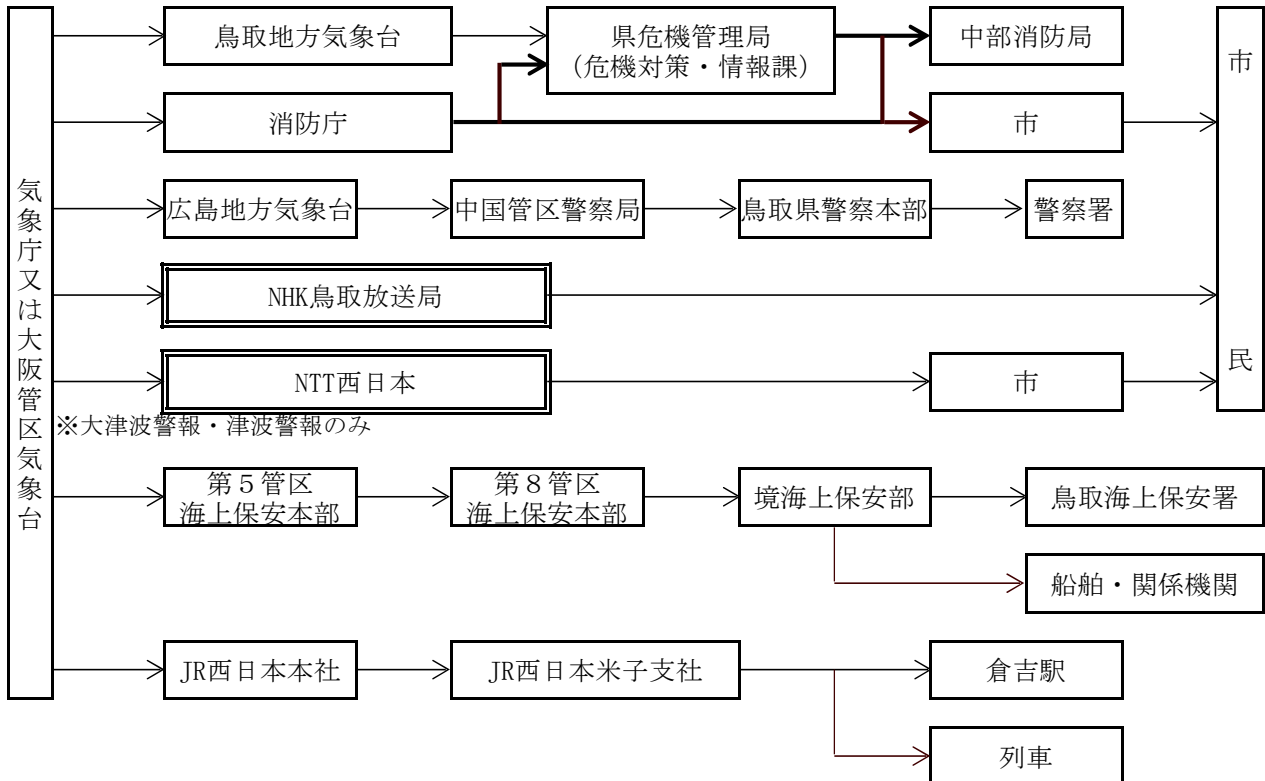 気象庁又は大阪管区気象台
鳥取地方気象台
県危機管理局
（危機対策・情報課）
中部消防局
市
民
消防庁
市
広島地方気象台
中国管区警察局
鳥取県警察本部
警察署
NHK鳥取放送局
NTT西日本
市
※大津波警報・津波警報のみ
第５管区
海上保安本部
第８管区
海上保安本部
境海上保安部
鳥取海上保安署
船舶・関係機関
JR西日本本社
JR西日本米子支社
倉吉駅
列車